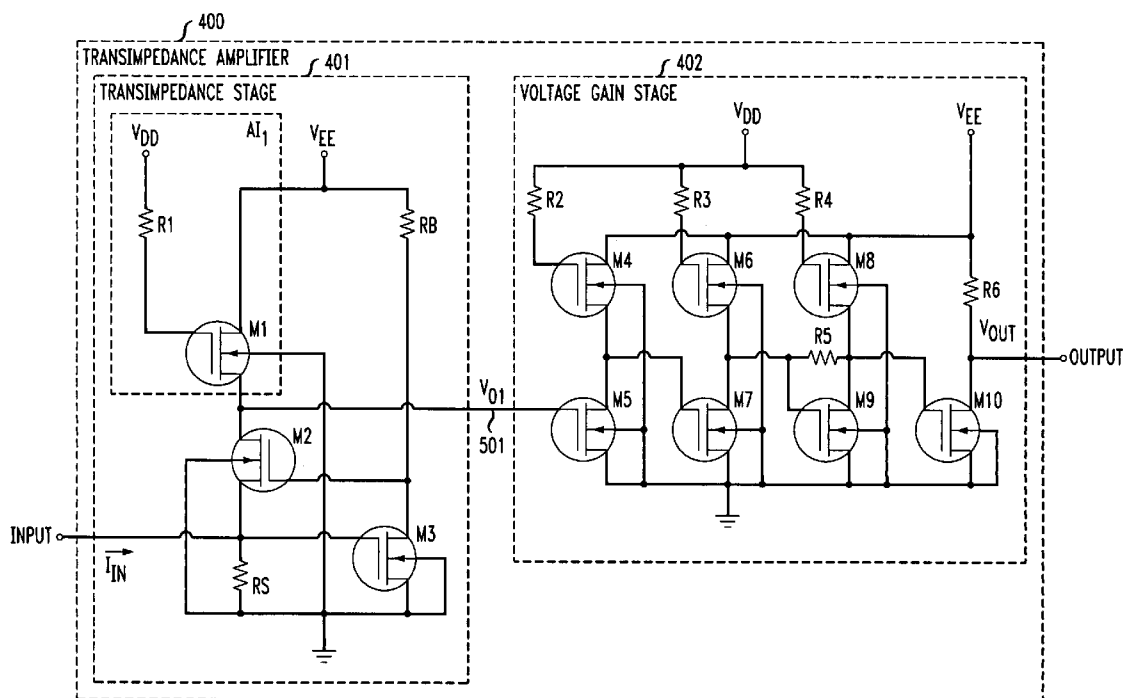 400
TRANSIMPEDANCE AMPLIFIER
401
402
TRANSIMPEDANCE STAGE
VOLTAGE GAIN STAGE
AI1
VDD
VEE
VDD
VEE
R1
RB
R2
R3
R4
M4
M6
M8
R6
M1
VO1
R5
VOUT
OUTPUT
501
M5
M7
M9
M10
M2
INPUT
IIN
RS
M3